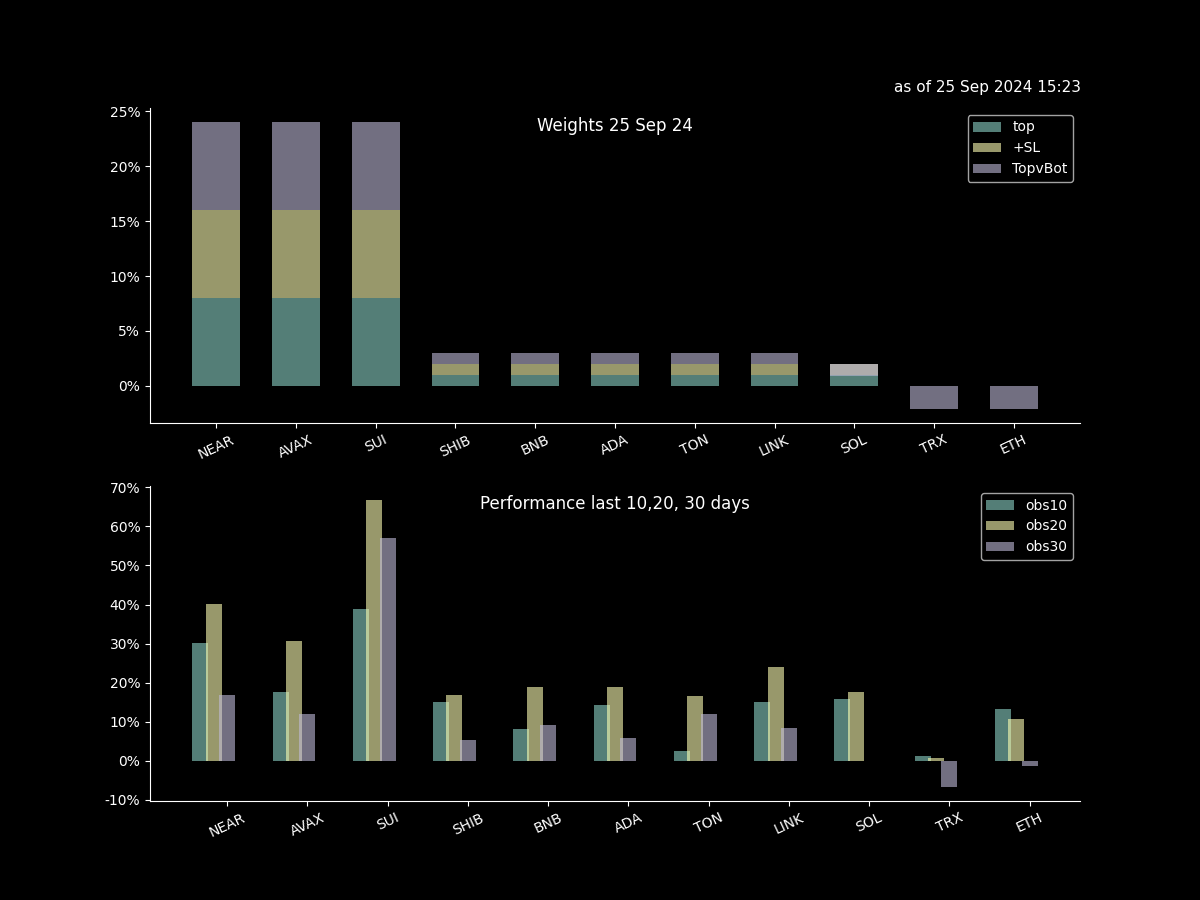 as of 25 Sep 2024 15:23
Weights 25 Sep 24
top
+SL
TopvBot
25%
20%
15%
10%
5%
0%
NEAR AVAX SUI SHIB BNB ADA TON LINK SOL TRX ETH
Performance last 10,20, 30 days
obs10
obs20
obs30
70%
60%
50%
40%
30%
20%
10%
0%
-10%
NEAR AVAX SUI SHIB BNB ADA TON LINK SOL TRX ETH